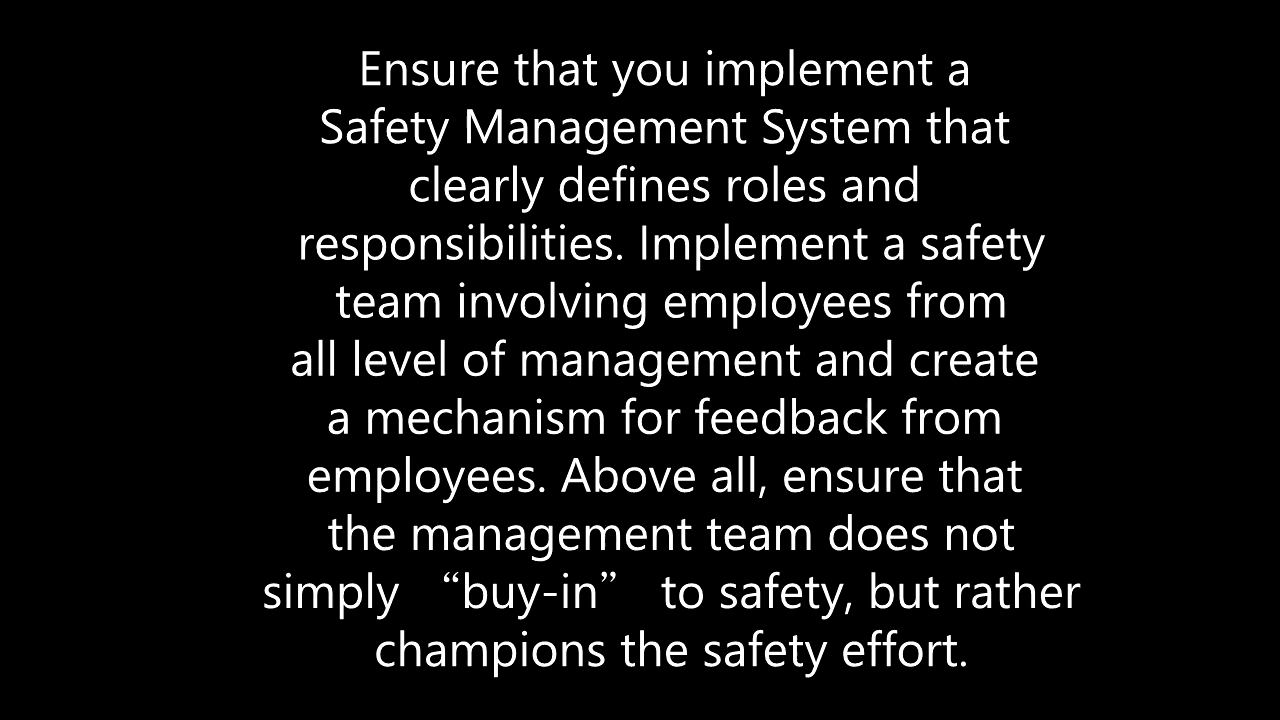 Ensure that you implement a
Safety Management System that
clearly defines roles and
responsibilities. Implement a safety
team involving employees from
all level of management and create
a mechanism for feedback from
employees. Above all, ensure that
the management team does not
simply “buy-in” to safety, but rather
champions the safety effort.